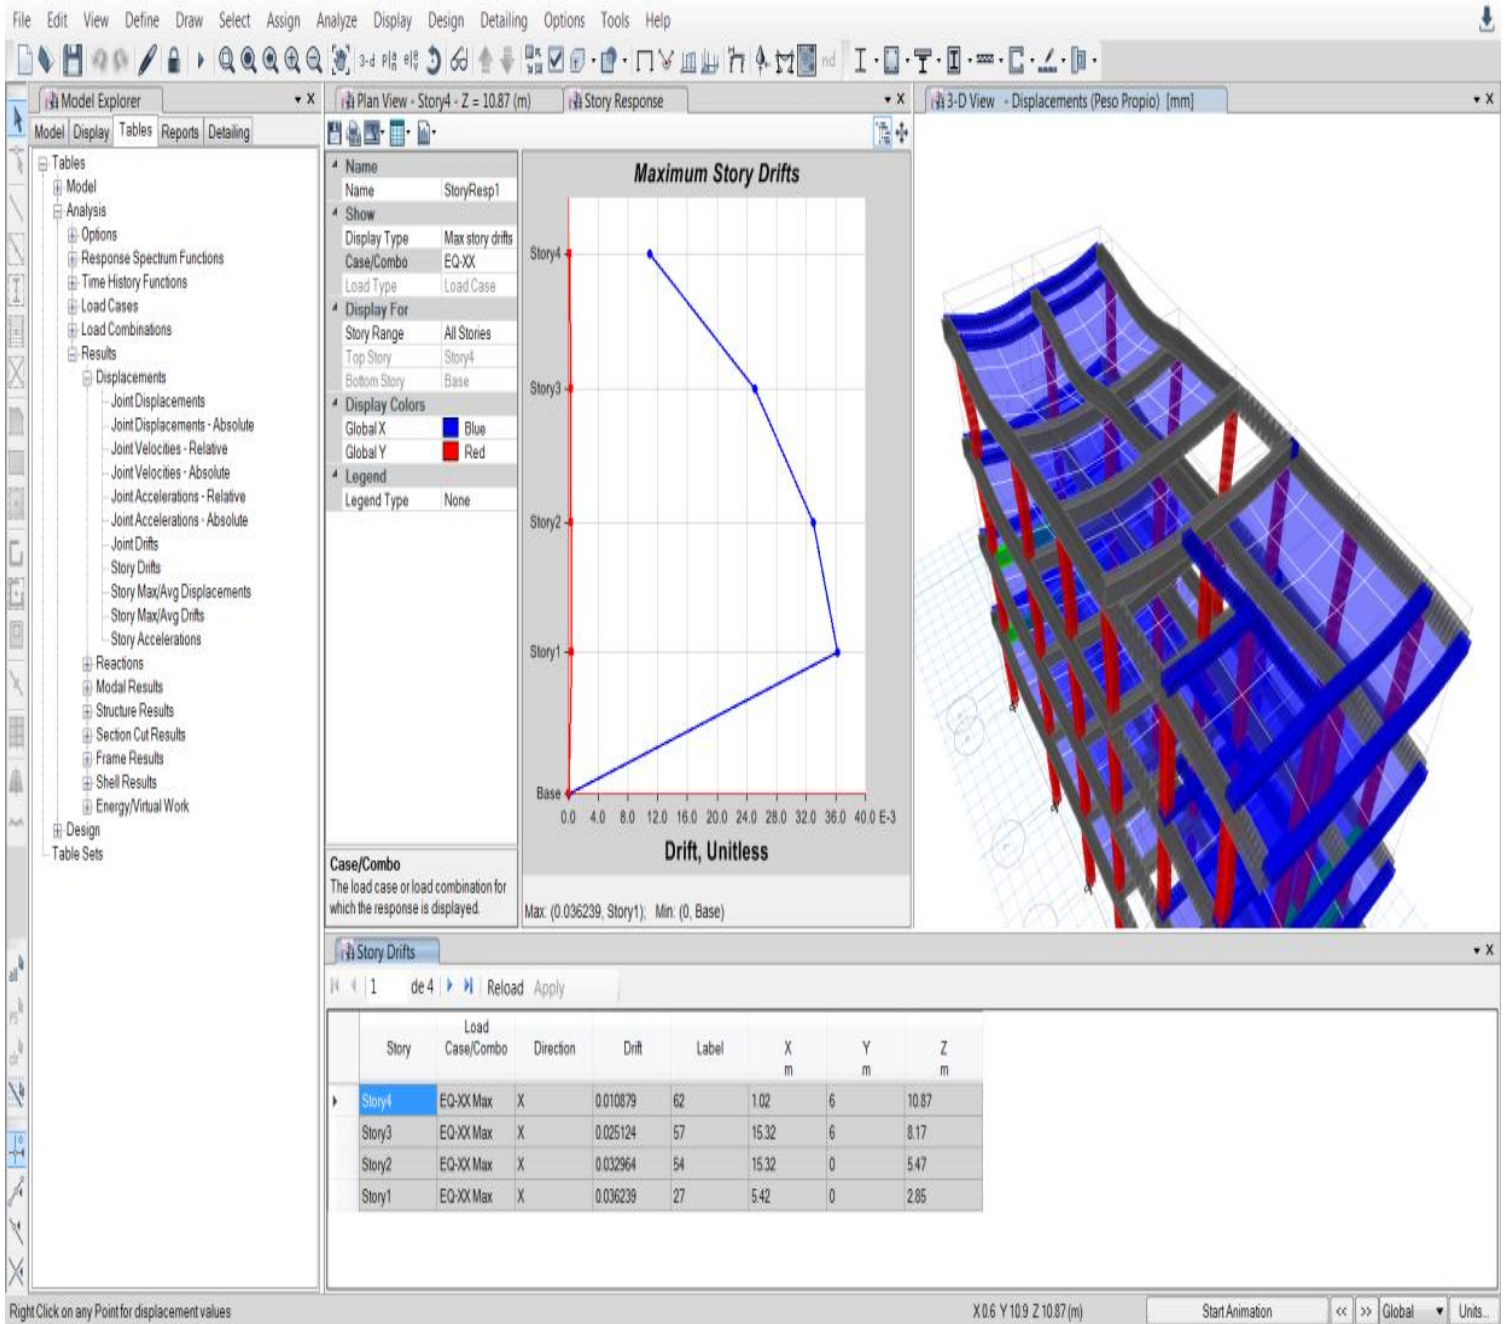 File Edit View Define Draw Select Assign Analyze Display Design Detailing Options Tools Help
3-d
nd
Model Explorer
Model Display Tables Reports Detailing
Tables
Model
Analysis
Options
Response Spectrum Functions
Time History Functions
Load Cases
Load Combinations
Results
Displacements
Joint Displacements
Joint Displacements - Absolute
Joint Velocities - Relative
Joint Velocities - Absolute
Joint Accelerations - Relative
Joint Accelerations - Absolute
Joint Drifts
Story Drifts
Story Max/Avg Displacements
Story Max/Avg Drifts
Story Accelerations
Reactions
Modal Results
Structure Results
Section Cut Results
Frame Results
Shell Results
Energy/Virtual Work
Design
Table Sets
Plan View - Story4 - Z = 10.87 (m)
Story Response
Name
Name StoryResp1
Show
Display Type Max story drifts
Case/Combo EQ-XX
Load Type Load Case
Display For
Story Range All Stories
Top Story Story4
Bottom Story Base
Display Colors
Global X Blue
Global Y Red
Legend
Legend Type None
Case/Combo
The load case or load combination for
which the response is displayed.
Maximum Story Drifts
Story4
Story3
Story2
Story1
Base
0.0 4.0 8.0 12.0 16.0 20.0 24.0 28.0 32.0 36.0 40.0 E-3
Drift, Unitless
Max: (0.036239, Story1); Min: (0, Base)
3-D View - Displacements (Peso Propio) [mm]
Story Drifts
1 de 4 Reload Apply
Story Load Case/Combo Direction Drift Label X m Y m Z m
Story4 EQ-XX Max X 0.010879 62 1.02 6 10.87
Story3 EQ-XX Max X 0.025124 57 15.32 6 8.17
Story2 EQ-XX Max X 0.032964 54 15.32 0 5.47
Story1 EQ-XX Max X 0.036239 27 5.42 0 2.85
all
Right Click on any Point for displacement values
X 0.6 Y 10.9 Z 10.87 (m)
Start Animation << >> Global Units...